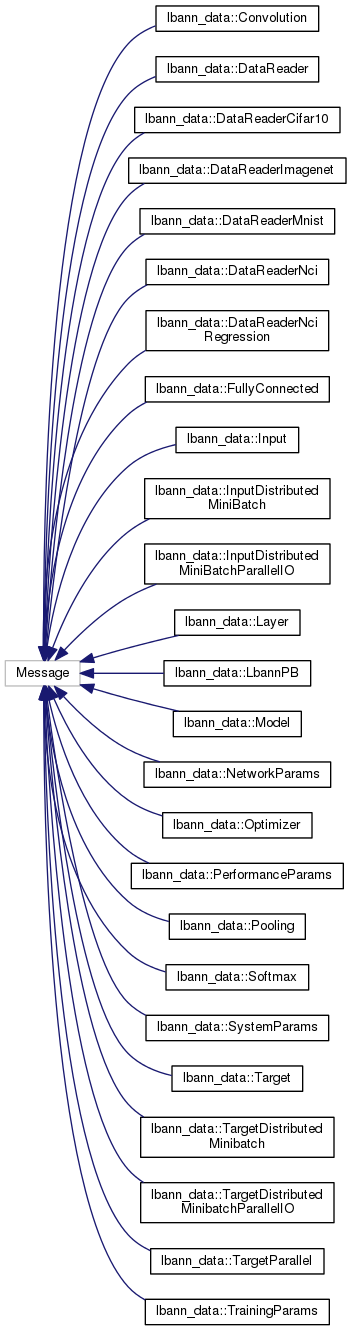 lbann_data::Convolution
lbann_data::DataReader
lbann_data::DataReaderCifar10
lbann_data::DataReaderImagenet
lbann_data::DataReaderMnist
lbann_data::DataReaderNci
lbann_data::DataReaderNci
Regression
lbann_data::FullyConnected
lbann_data::Input
lbann_data::InputDistributed
MiniBatch
lbann_data::InputDistributed
MiniBatchParallelIO
lbann_data::Layer
Message
lbann_data::LbannPB
lbann_data::Model
lbann_data::NetworkParams
lbann_data::Optimizer
lbann_data::PerformanceParams
lbann_data::Pooling
lbann_data::Softmax
lbann_data::SystemParams
lbann_data::Target
lbann_data::TargetDistributed
Minibatch
lbann_data::TargetDistributed
MinibatchParallelIO
lbann_data::TargetParallel
lbann_data::TrainingParams